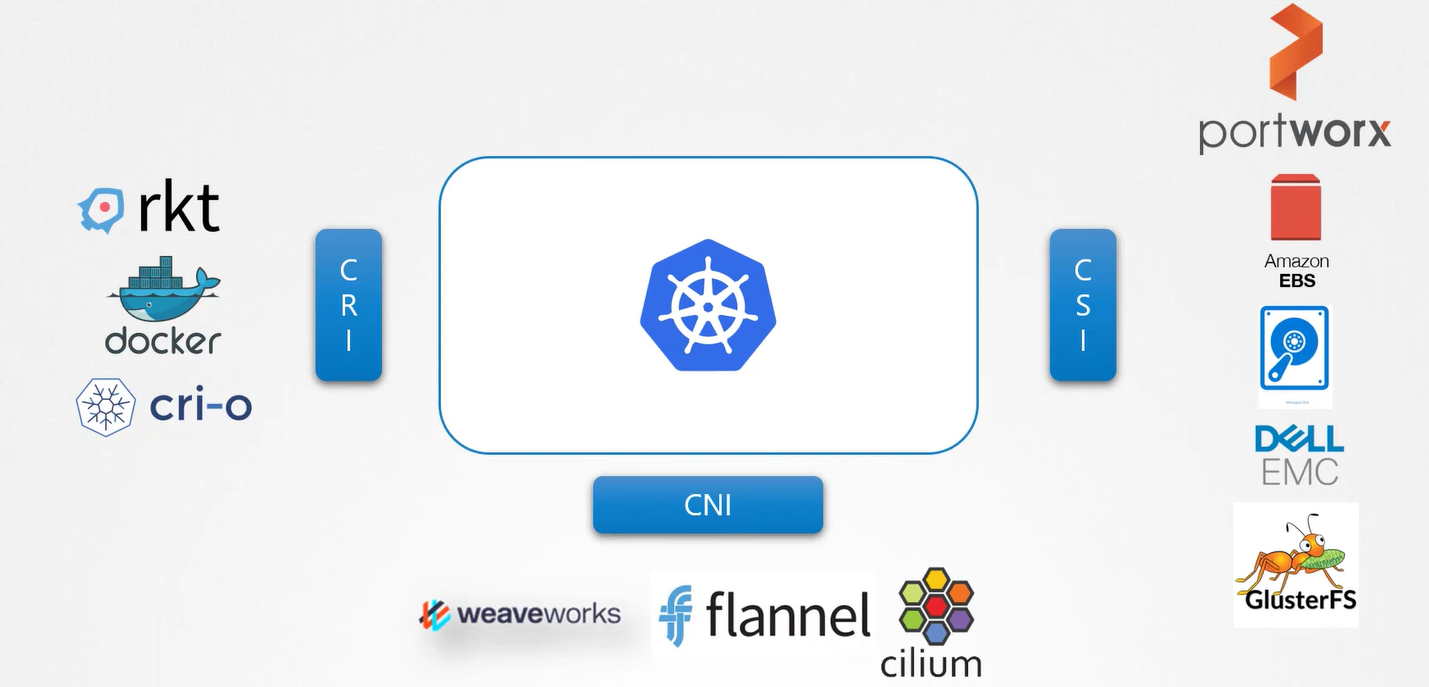 portworx
rkt
C
R
I
docker
cri-o
C
S
I
Amazon
EBS
DELL
EMC
CNI
weaveworks
flannel
cilium
GlusterFS